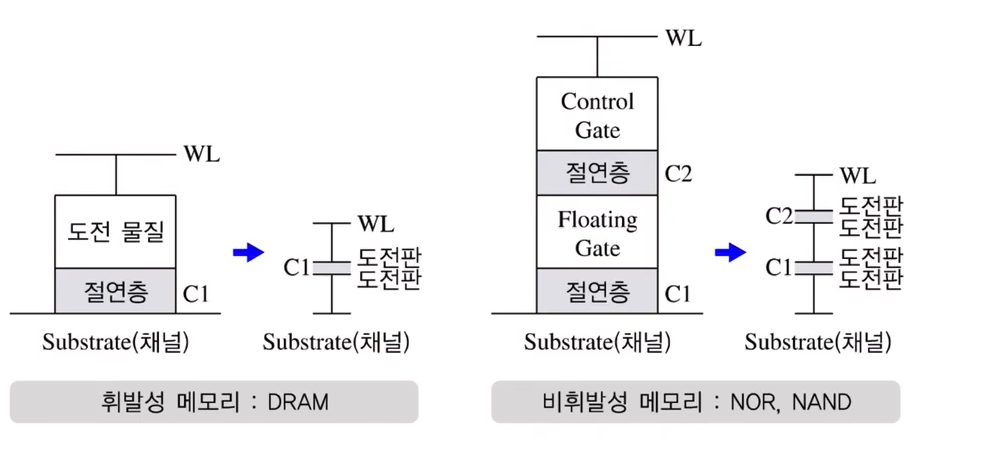 WL
도전 물질
절연층
C1
Substrate(채널)
WL
C1
도전판
도전판
Substrate(채널)
휘발성 메모리 : DRAM
WL
Control
Gate
절연층
C2
Floating
Gate
절연층
C1
Substrate(채널)
WL
C2
도전판
도전판
C1
도전판
도전판
Substrate(채널)
비휘발성 메모리 : NOR, NAND